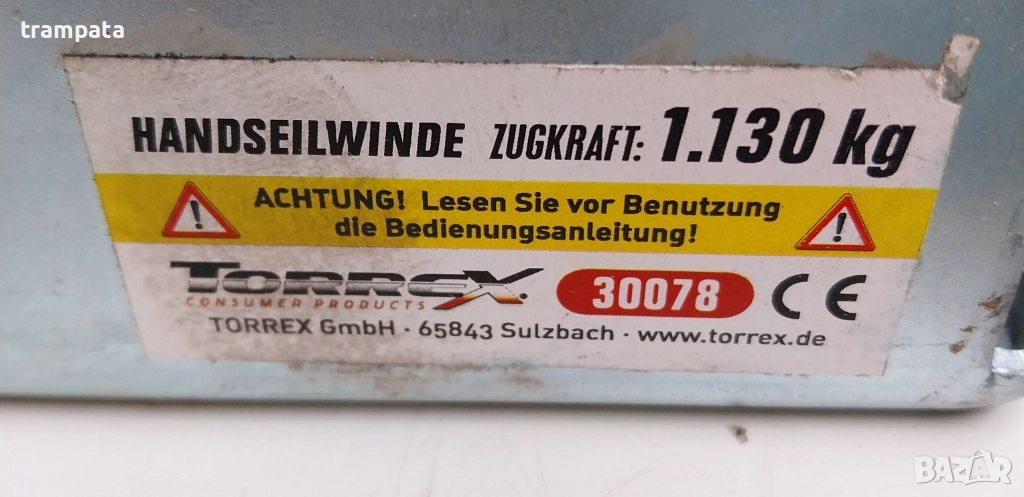 trampata
HANDSEILWINDE ZUGKRAFT: 1.130 kg
ACHTUNG! Lesen Sie vor Benutzung
die Bedienungsanleitung!
TORREX
CONSUMER PRODUCTS
30078 CE
TORREX GmbH · 65843 Sulzbach · www.torrex.de
BAZAR